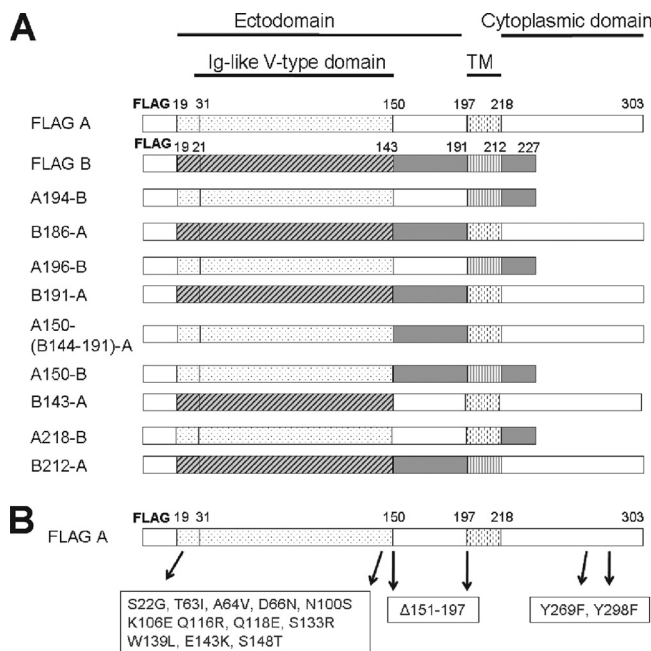 A
Ectodomain Cytoplasmic domain
Ig-like V-type domain TM
FLAG 19 31 150 197 218 303
FLAG A
FLAG
19 21 143 191 212 227
FLAG B
A194-B
B186-A
A196-B
B191-A
A150-
(B144-191)-A
A150-B
B143-A
A218-B
B212-A
B
FLAG 19 31 150 197 218 303
FLAG A
S22G, T63I, A64V, D66N, N100S
K106E Q116R, Q118E, S133R
W139L, E143K, S148T
Δ151-197
Y269F, Y298F